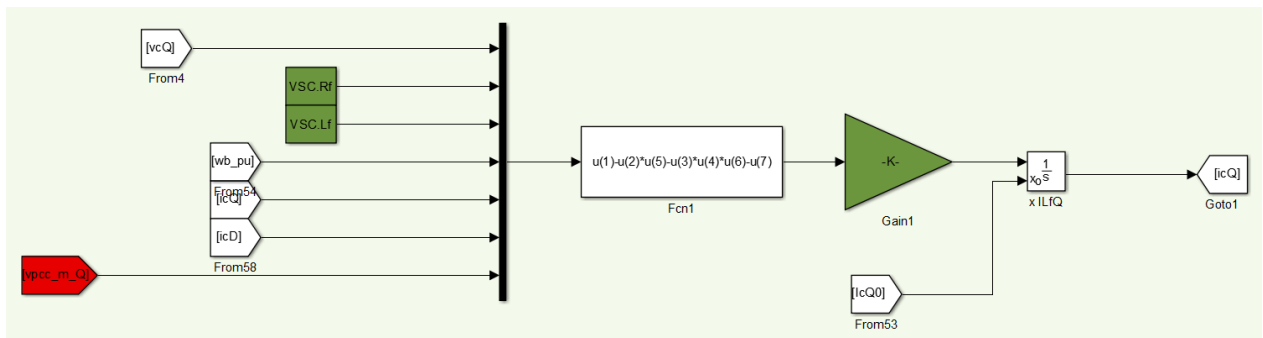 [vcQ]
From4
VSC.Rf
VSC.Lf
[wb_pu]
From54
[icQ]
[icD]
From58
[vpcc_m_Q]
u(1)-u(2)*u(5)-u(3)*u(4)*u(6)-u(7)
Fcn1
-K-
Gain1
1
xo s
x ILfQ
[icQ]
Goto1
[IcQ0]
From53